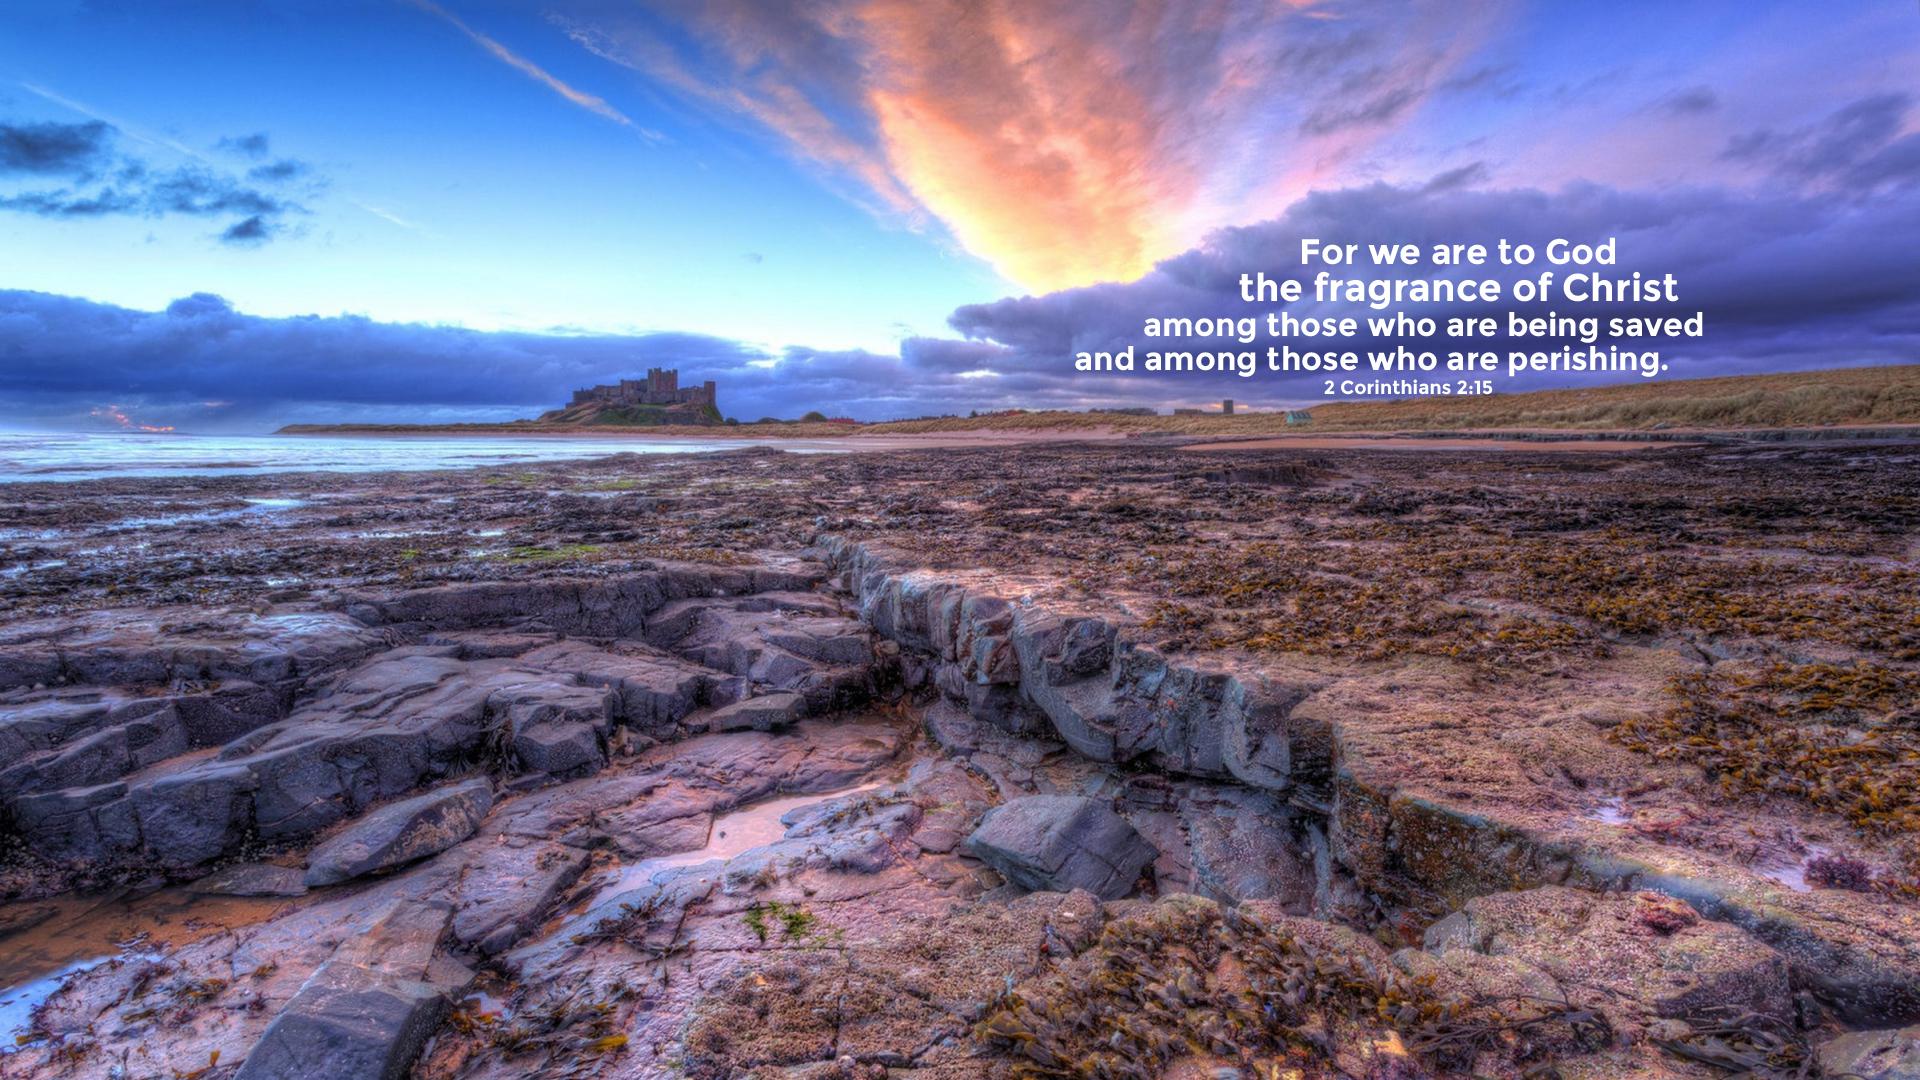 For we are to God
the fragrance of Christ
among those who are being saved
and among those who are perishing.
2 Corinthians 2:15